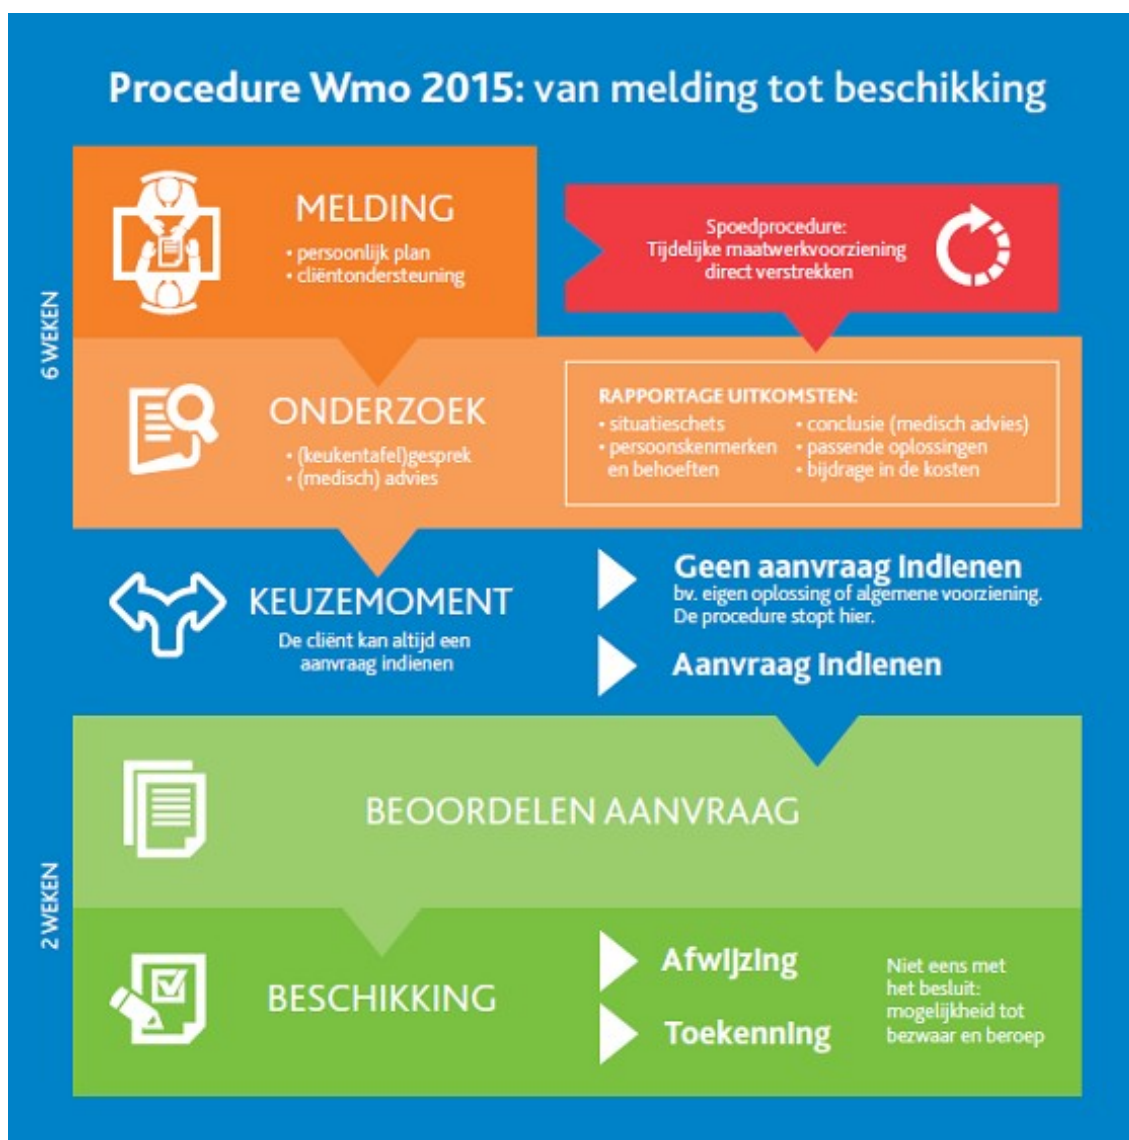 Procedure Wmo 2015: van melding tot beschikking
6 WEKEN
MELDING
• persoonlijk plan
• cliëntondersteuning
Spoedprocedure:
Tijdelijke maatwerkvoorziening
direct verstrekken
ONDERZOEK
• (keukentafel)gesprek
• (medisch) advies
RAPPORTAGE UITKOMSTEN:
• situatieschets
• persoonskenmerken
en behoeften
• conclusie (medisch advies)
• passende oplossingen
• bijdrage in de kosten
KEUZEMOMENT
De cliënt kan altijd een
aanvraag indienen
Geen aanvraag indienen
bv. eigen oplossing of algemene voorziening.
De procedure stopt hier.
Aanvraag indienen
2 WEKEN
BEOORDELEN AANVRAAG
BESCHIKKING
Afwijzing
Toekenning
Niet eens met
het besluit:
mogelijkheid tot
bezwaar en beroep